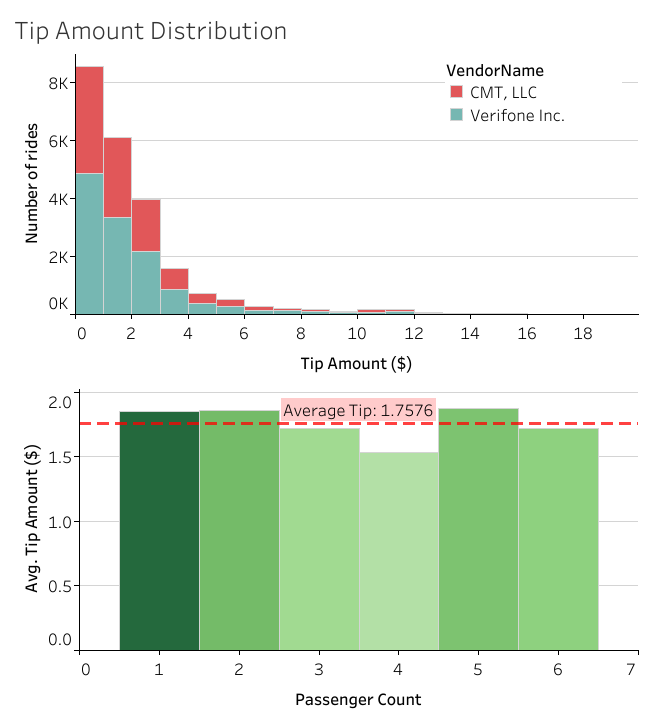 Tip Amount Distribution
VendorName
CMT, LLC
Verifone Inc.
Number of rides
8K
6K
4K
2K
0K
0 2 4 6 8 10 12 14 16 18
Tip Amount ($)
Avg. Tip Amount ($)
2.0
Average Tip: 1.7576
1.5
1.0
0.5
0.0
0 1 2 3 4 5 6 7
Passenger Count